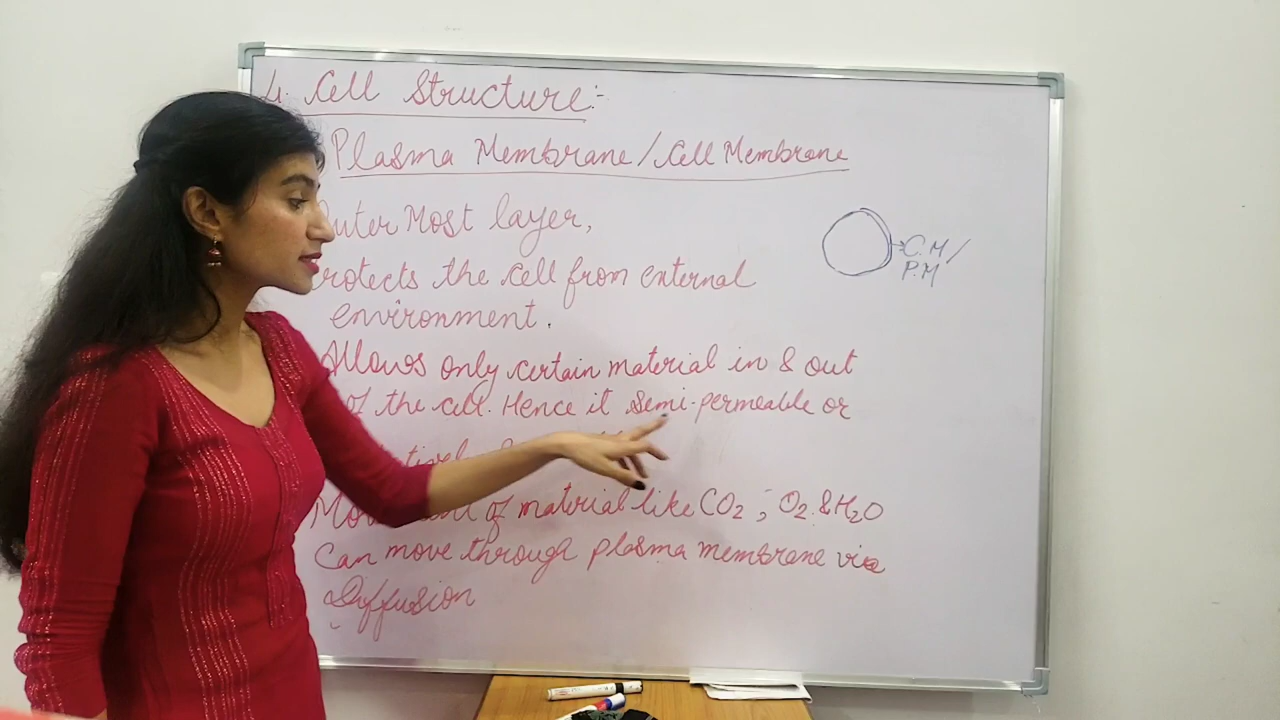 4. Cell Structure:-
Plasma Membrane/Cell Membrane
Outer Most layer,
Protects the cell from external
environment.
Allows only certain material in & out
of the cell. Hence it semi-permeable or
Movement of material like CO2, O2 & H2O
Can move through plasma membrane via
Diffusion
C.M/
P.M